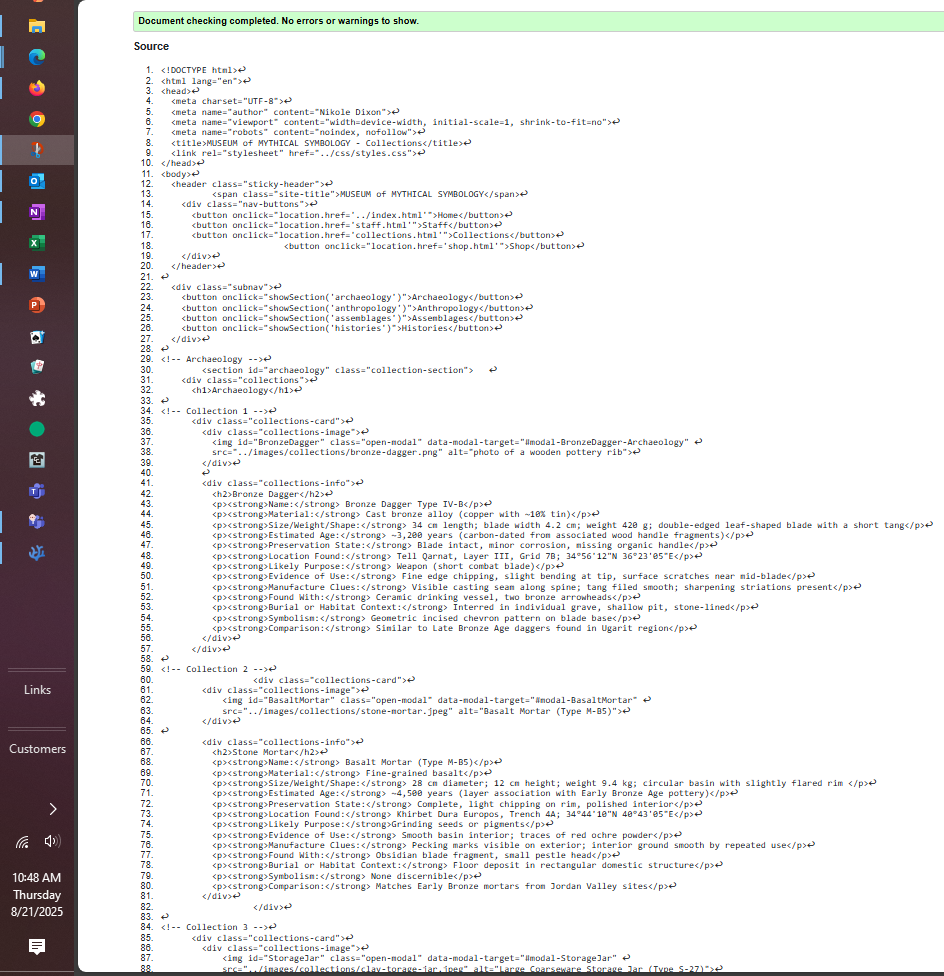 Document checking completed. No errors or warnings to show.
Source
1. <!DOCTYPE html>↩
2. <html lang="en">↩
3. <head>↩
4. <meta charset="UTF-8">↩
5. <meta name="author" content="Nikole Dixon">↩
6. <meta name="viewport" content="width=device-width, initial-scale=1, shrink-to-fit=no">↩
7. <meta name="robots" content="noindex, nofollow">↩
8. <title>MUSEUM of MYTHICAL SYMBOLOGY - Collections</title>↩
9. <link rel="stylesheet" href="../css/styles.css">↩
10. </head>↩
11. <body>↩
12. <header class="sticky-header">↩
13. <span class="site-title">MUSEUM of MYTHICAL SYMBOLOGY</span>↩
14. <div class="nav-buttons">↩
15. <button onclick="location.href='../index.html'">Home</button>↩
16. <button onclick="location.href='staff.html'">Staff</button>↩
17. <button onclick="location.href='collections.html'">Collections</button>↩
18. <button onclick="location.href='shop.html'">Shop</button>↩
19. </div>↩
20. </header>↩
21. ↩
22. <div class="subnav">↩
23. <button onclick="showSection('archaeology')">Archaeology</button>↩
24. <button onclick="showSection('anthropology')">Anthropology</button>↩
25. <button onclick="showSection('assemblages')">Assemblages</button>↩
26. <button onclick="showSection('histories')">Histories</button>↩
27. </div>↩
28. ↩
29. <!-- Archaeology -->↩
30. <section id="archaeology" class="collection-section"> ↩
31. <div class="collections">↩
32. <h1>Archaeology</h1>↩
33. ↩
34. <!-- Collection 1 -->↩
35. <div class="collections-card">↩
36. <div class="collections-image">↩
37. <img id="BronzeDagger" class="open-modal" data-modal-target="#modal-BronzeDagger-Archaeology" ↩
38. src="../images/collections/bronze-dagger.png" alt="photo of a wooden pottery rib">↩
39. </div>↩
40. ↩
41. <div class="collections-info">↩
42. <h2>Bronze Dagger</h2>↩
43. <p><strong>Name:</strong> Bronze Dagger Type IV-B</p>↩
44. <p><strong>Material:</strong> Cast bronze alloy (copper with ~10% tin)</p>↩
45. <p><strong>Size/Weight/Shape:</strong> 34 cm length; blade width 4.2 cm; weight 420 g; double-edged leaf-shaped blade with a short tang</p>↩
46. <p><strong>Estimated Age:</strong> ~3,200 years (carbon-dated from associated wood handle fragments)</p>↩
47. <p><strong>Preservation State:</strong> Blade intact, minor corrosion, missing organic handle</p>↩
48. <p><strong>Location Found:</strong> Tell Qarnat, Layer III, Grid 7B; 34°56'12"N 36°23'05"E</p>↩
49. <p><strong>Likely Purpose:</strong> Weapon (short combat blade)</p>↩
50. <p><strong>Evidence of Use:</strong> Fine edge chipping, slight bending at tip, surface scratches near mid-blade</p>↩
51. <p><strong>Manufacture Clues:</strong> Visible casting seam along spine; tang filed smooth; sharpening striations present</p>↩
52. <p><strong>Found With:</strong> Ceramic drinking vessel, two bronze arrowheads</p>↩
53. <p><strong>Burial or Habitat Context:</strong> Interred in individual grave, shallow pit, stone-lined</p>↩
54. <p><strong>Symbolism:</strong> Geometric incised chevron pattern on blade base</p>↩
55. <p><strong>Comparison:</strong> Similar to Late Bronze Age daggers found in Ugarit region</p>↩
56. </div>↩
57. </div>↩
58. ↩
59. <!-- Collection 2 -->↩
60. <div class="collections-card">↩
61. <div class="collections-image">↩
62. <img id="BasaltMortar" class="open-modal" data-modal-target="#modal-BasaltMortar" ↩
63. src="../images/collections/stone-mortar.jpeg" alt="Basalt Mortar (Type M-B5)">↩
64. </div>↩
65. ↩
66. <div class="collections-info">↩
67. <h2>Stone Mortar</h2>↩
68. <p><strong>Name:</strong> Basalt Mortar (Type M-B5)</p>↩
69. <p><strong>Material:</strong> Fine-grained basalt</p>↩
70. <p><strong>Size/Weight/Shape:</strong> 28 cm diameter; 12 cm height; weight 9.4 kg; circular basin with slightly flared rim </p>↩
71. <p><strong>Estimated Age:</strong> ~4,500 years (layer association with Early Bronze Age pottery)</p>↩
72. <p><strong>Preservation State:</strong> Complete, light chipping on rim, polished interior</p>↩
73. <p><strong>Location Found:</strong> Khirbet Dura Europos, Trench 4A; 34°44'10"N 40°43'05"E</p>↩
74. <p><strong>Likely Purpose:</strong>Grinding seeds or pigments</p>↩
75. <p><strong>Evidence of Use:</strong> Smooth basin interior; traces of red ochre powder</p>↩
76. <p><strong>Manufacture Clues:</strong> Pecking marks visible on exterior; interior ground smooth by repeated use</p>↩
77. <p><strong>Found With:</strong> Obsidian blade fragment, small pestle head</p>↩
78. <p><strong>Burial or Habitat Context:</strong> Floor deposit in rectangular domestic structure</p>↩
79. <p><strong>Symbolism:</strong> None discernible</p>↩
80. <p><strong>Comparison:</strong> Matches Early Bronze mortars from Jordan Valley sites</p>↩
81. </div>↩
82. </div>↩
83. ↩
84. <!-- Collection 3 -->↩
85. <div class="collections-card">↩
86. <div class="collections-image">↩
87. <img id="StorageJar" class="open-modal" data-modal-target="#modal-StorageJar" ↩
88. src="../images/collections/clay-torage-jar.jpeg" alt="Large Coarseware Storage Jar (Type S-27)">↩
Links
Customers
10:48 AM
Thursday
8/21/2025